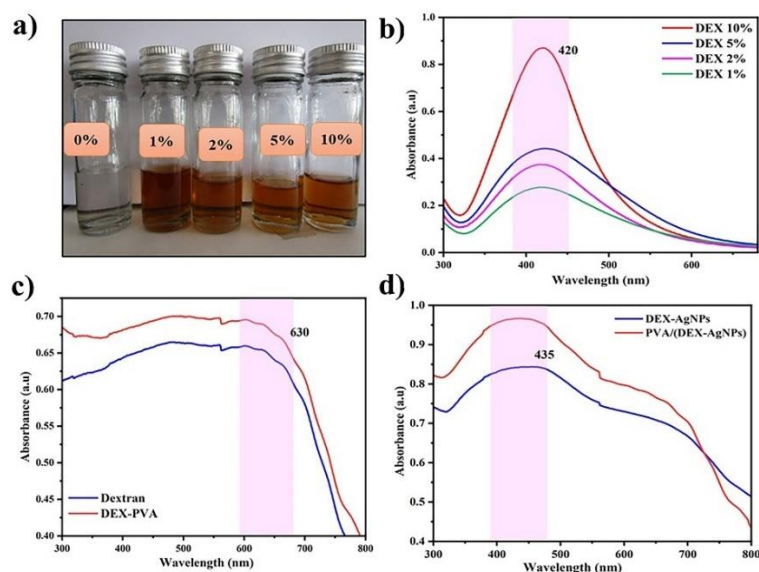 a)
0%
1%
2%
5%
10%
b)
420
DEX 10%
DEX 5%
DEX 2%
DEX 1%
1.0
0.8
0.6
0.4
0.2
0.0
Absorbance (a.u)
300
400
500
600
Wavelength (nm)
c)
630
Dextran
DEX-PVA
0.70
0.65
0.60
0.55
0.50
0.45
0.40
Absorbance (a.u)
300
400
500
600
700
800
Wavelength (nm)
d)
DEX-AgNPs
PVA/(DEX-AgNPs)
435
1.0
0.9
0.8
0.7
0.6
0.5
0.4
Absorbance (a.u)
300
400
500
600
700
800
Wavelength (nm)